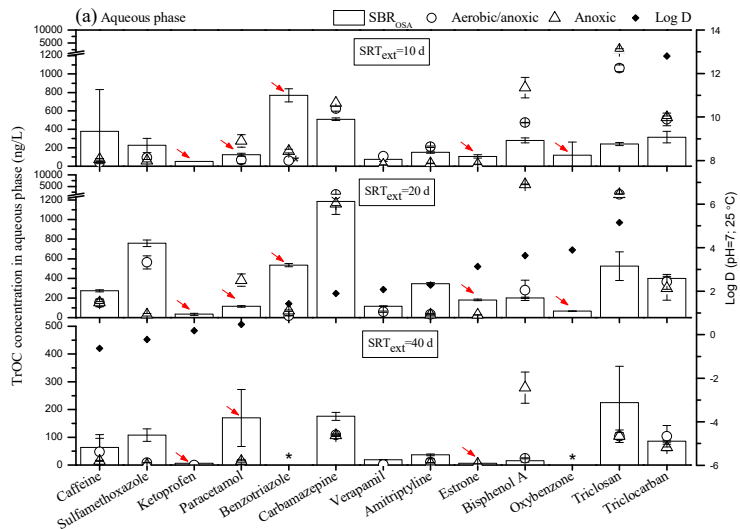 (a) Aqueous phase
SBR_OSA Aerobic/anoxic Anoxic Log D
TrOC concentration in aqueous phase (ng/L)
Log D (pH=7; 25 °C)
SRT_ext=10 d
10000
5000
1200
1000
800
600
400
200
0
*
SRT_ext=20 d
10000
5000
1200
1000
800
600
400
200
0
SRT_ext=40 d
500
400
300
200
100
0
* *
14
12
10
8
6
4
2
0
-2
-4
-6
Caffeine
Sulfamethoxazole
Ketoprofen
Paracetamol
Benzotriazole
Carbamazepine
Verapamil
Amitriptyline
Estrone
Bisphenol A
Oxybenzone
Triclosan
Triclocarban